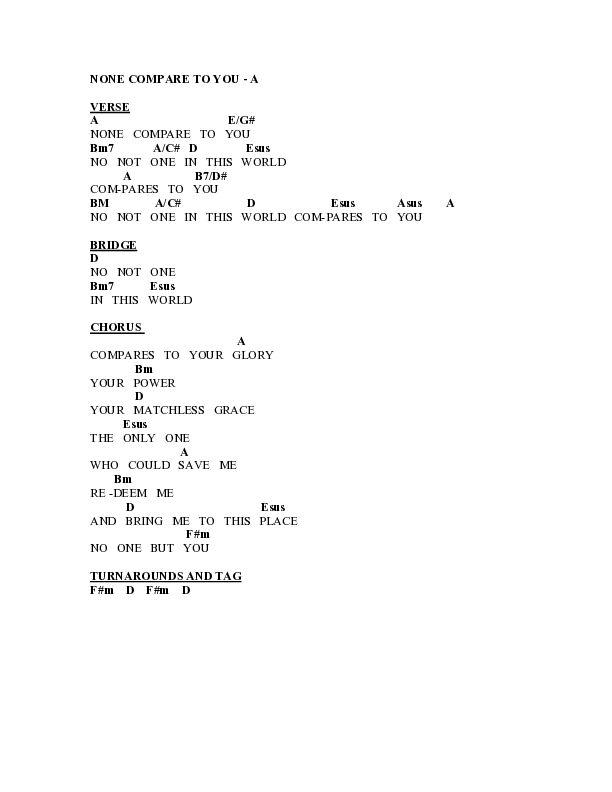 NONE COMPARE TO YOU - A
VERSE
A E/G#
NONE COMPARE TO YOU
Bm7 A/C# D Esus
NO NOT ONE IN THIS WORLD
A B7/D#
COM-PARES TO YOU
BM A/C# D Esus Asus A
NO NOT ONE IN THIS WORLD COM-PARES TO YOU
BRIDGE
D
NO NOT ONE
Bm7 Esus
IN THIS WORLD
CHORUS
A
COMPARES TO YOUR GLORY
Bm
YOUR POWER
D
YOUR MATCHLESS GRACE
Esus
THE ONLY ONE
A
WHO COULD SAVE ME
Bm
RE -DEEM ME
D Esus
AND BRING ME TO THIS PLACE
F#m
NO ONE BUT YOU
TURNAROUNDS AND TAG
F#m D F#m D